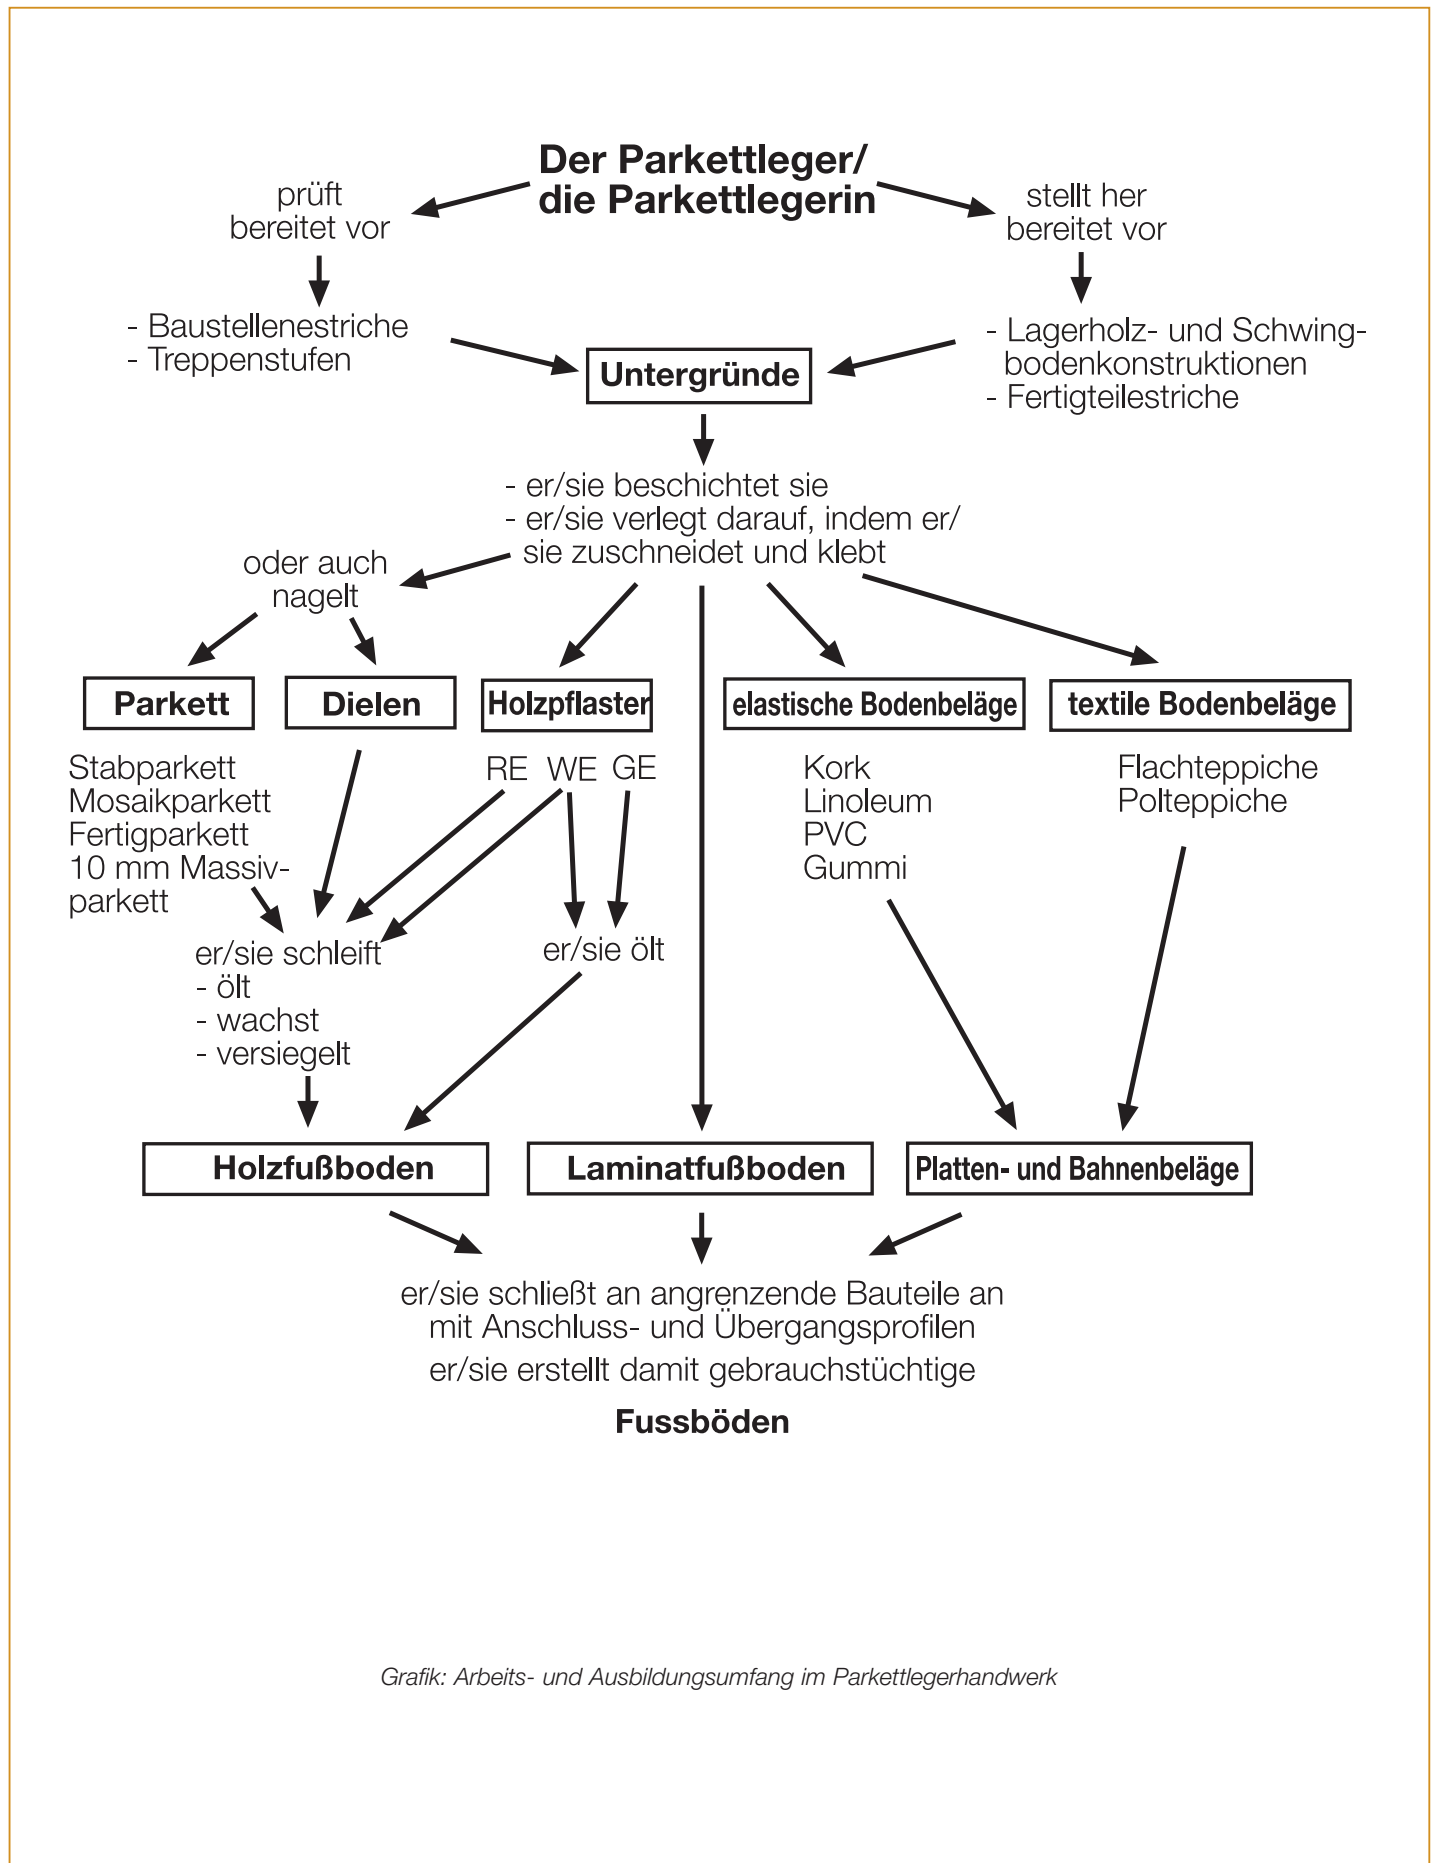 Der Parkettleger/
die Parkettlegerin
prüft
bereitet vor
stellt her
bereitet vor
- Baustellenestriche
- Treppenstufen
- Lagerholz- und Schwing-
bodenkonstruktionen
- Fertigteilestriche
Untergründe
- er/sie beschichtet sie
- er/sie verlegt darauf, indem er/
sie zuschneidet und klebt
oder auch
nagelt
Parkett
Dielen
Holzpflaster
elastische Bodenbeläge
textile Bodenbeläge
Stabparkett
Mosaikparkett
Fertigparkett
10 mm Massiv-
parkett
RE WE GE
Kork
Linoleum
PVC
Gummi
Flachteppiche
Polteppiche
er/sie schleift
- ölt
- wachst
- versiegelt
er/sie ölt
Holzfußboden
Laminatfußboden
Platten- und Bahnenbeläge
er/sie schließt an angrenzende Bauteile an
mit Anschluss- und Übergangsprofilen
er/sie erstellt damit gebrauchstüchtige
Fussböden
Grafik: Arbeits- und Ausbildungsumfang im Parkettlegerhandwerk